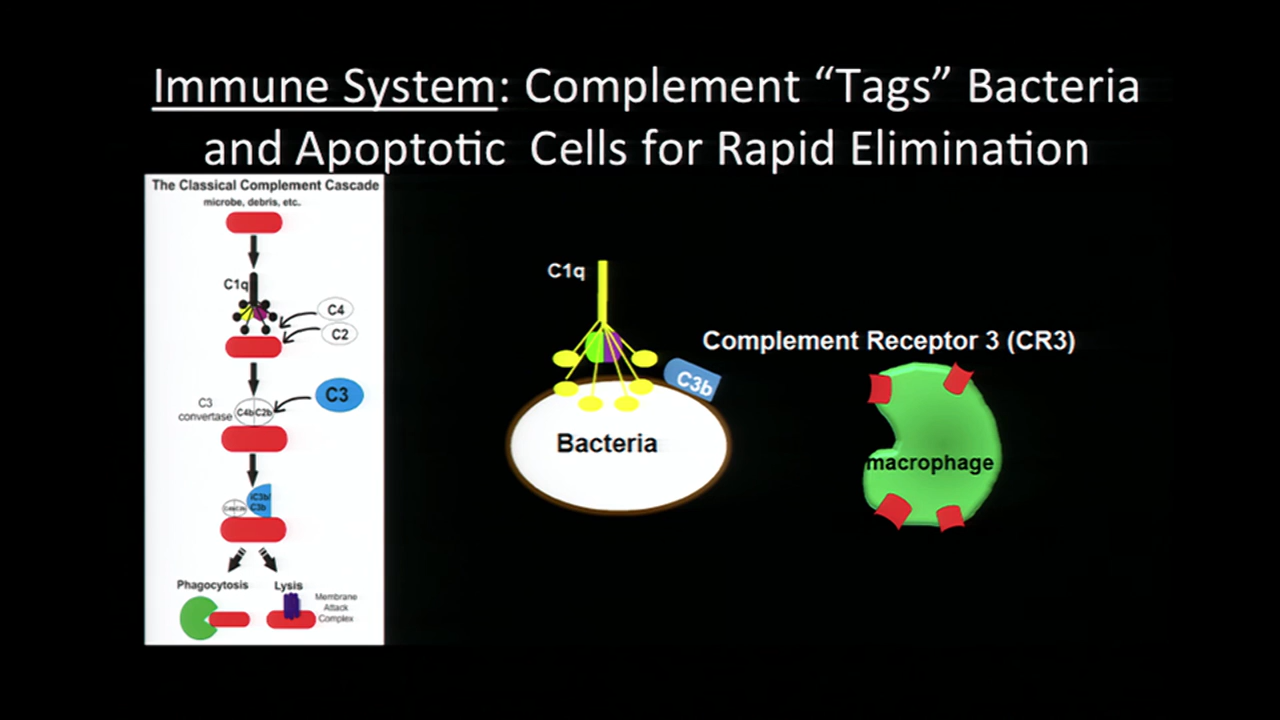 Immune System: Complement “Tags” Bacteria
and Apoptotic Cells for Rapid Elimination
The Classical Complement Cascade
microbe, debris, etc.
C1q
C4
C2
C3
convertase
C4b C2b
C3
iC3b/
C3b
Phagocytosis
Lysis
Membrane
Attack
Complex
C1q
Complement Receptor 3 (CR3)
C3b
Bacteria
macrophage